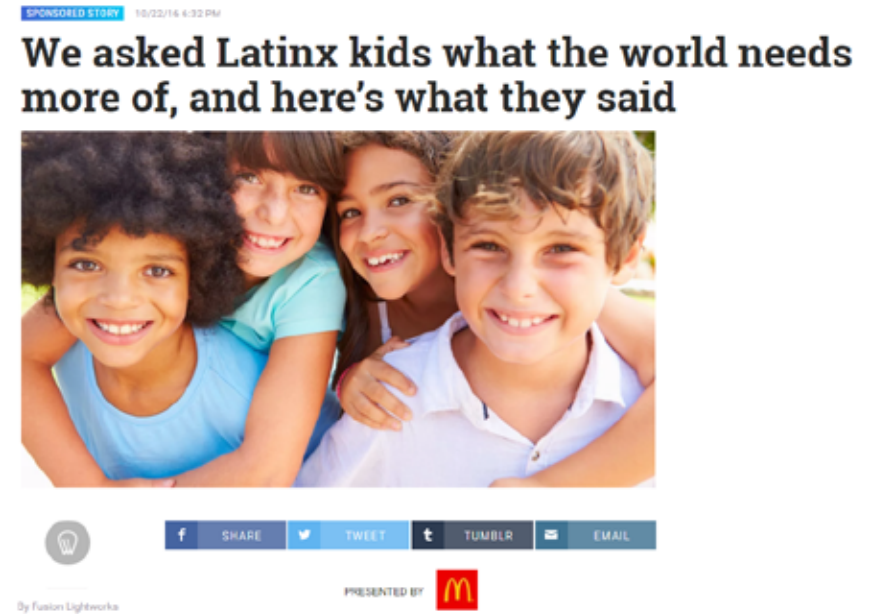 SPONSORED STORY 10/22/16 6:32 PM
We asked Latinx kids what the world needs
more of, and here’s what they said
f SHARE TWEET t TUMBLR EMAIL
PRESENTED BY M
By Fusion Lightworks